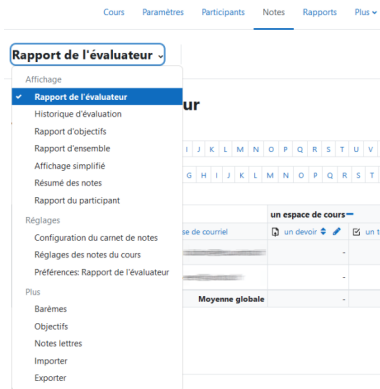 Cours Paramètres Participants Notes Rapports Plus
Rapport de l'évaluateur
Affichage
Rapport de l'évaluateur
ur
Historique d'évaluation
Rapport d'objectifs
Rapport d'ensemble
I J K L M N O P Q R S T U V
Affichage simplifié
Résumé des notes
G H I J K L M N O P Q R S T
Rapport du participant
Réglages
un espace de cours
Configuration du carnet de notes
se de courriel un devoir un t
Réglages des notes du cours
-
Préférences: Rapport de l'évaluateur
-
Plus
Moyenne globale -
Barèmes
Objectifs
Notes lettres
Importer
Exporter